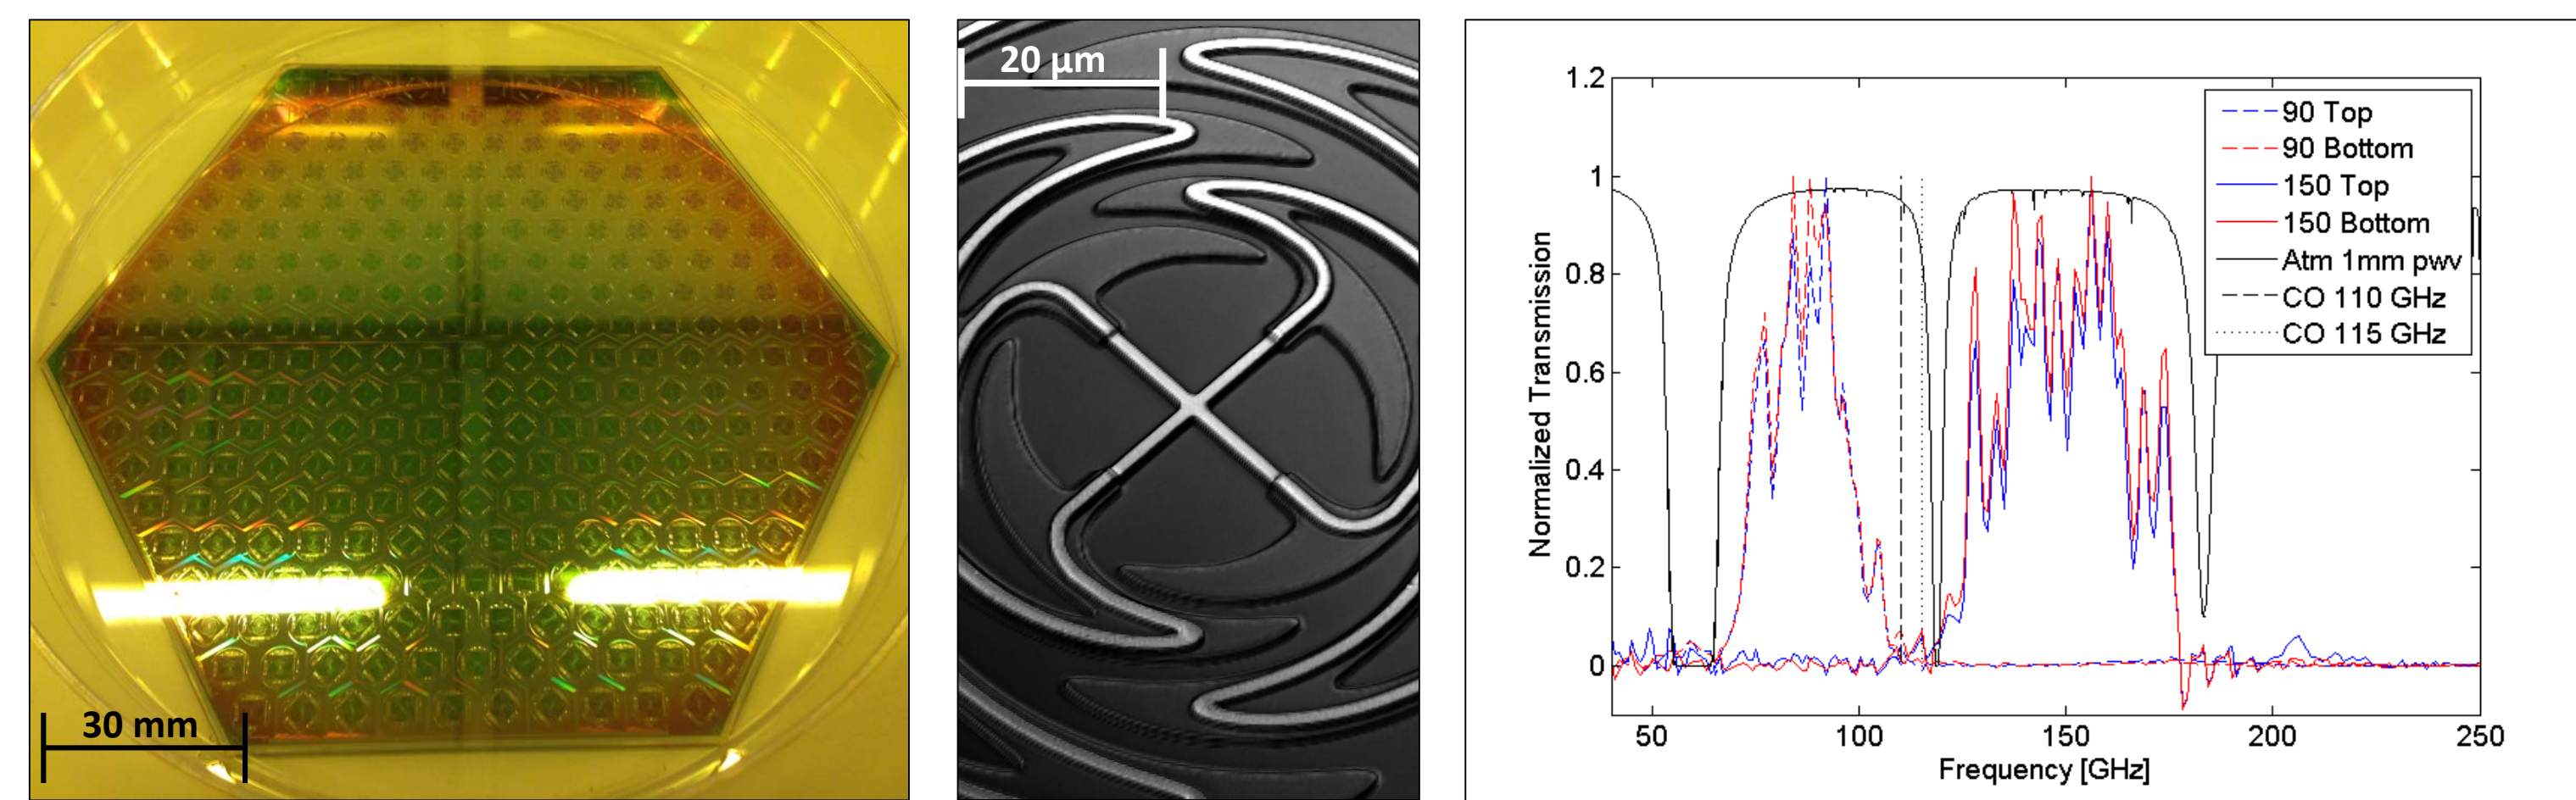 30 mm
20 µm
1.2
1
0.8
0.6
0.4
0.2
0
Normalized Transmission
90 Top
90 Bottom
150 Top
150 Bottom
Atm 1mm pwv
CO 110 GHz
CO 115 GHz
50
100
150
200
250
Frequency [GHz]